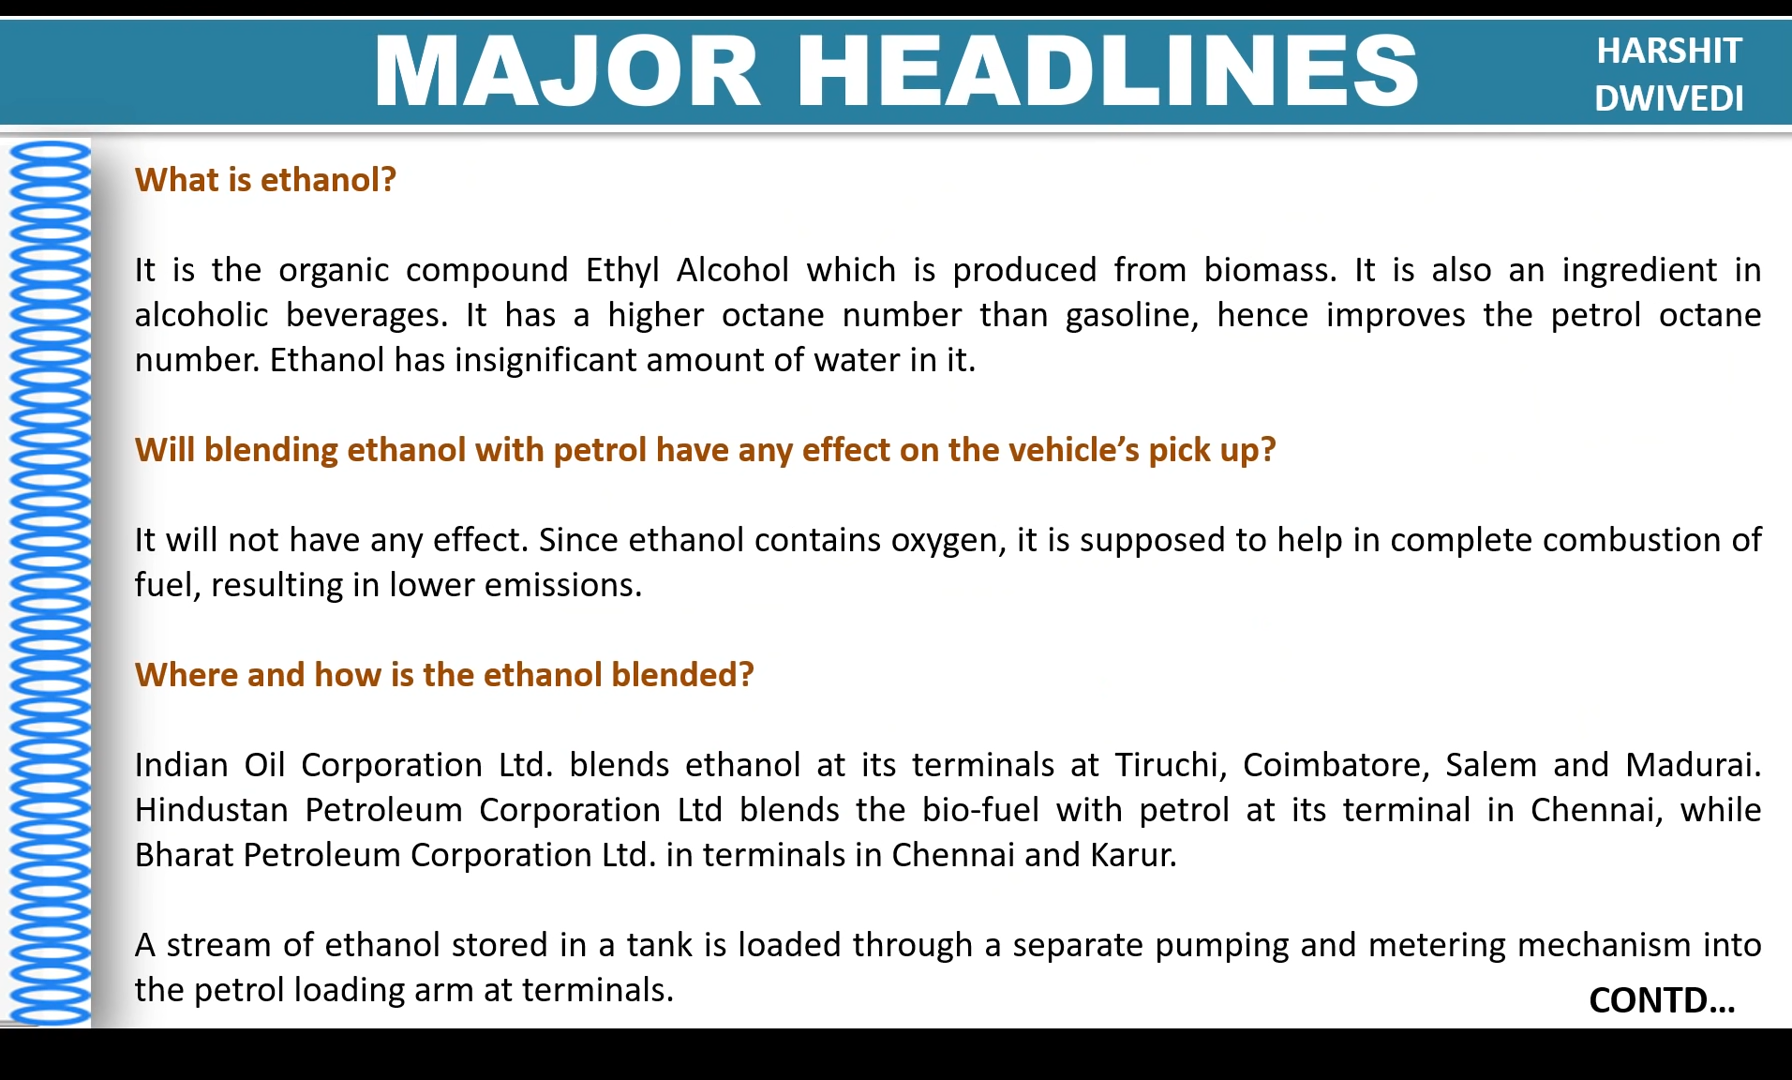 MAJOR HEADLINES
HARSHIT
DWIVEDI
What is ethanol?
It is the organic compound Ethyl Alcohol which is produced from biomass. It is also an ingredient in
alcoholic beverages. It has a higher octane number than gasoline, hence improves the petrol octane
number. Ethanol has insignificant amount of water in it.
Will blending ethanol with petrol have any effect on the vehicle’s pick up?
It will not have any effect. Since ethanol contains oxygen, it is supposed to help in complete combustion of
fuel, resulting in lower emissions.
Where and how is the ethanol blended?
Indian Oil Corporation Ltd. blends ethanol at its terminals at Tiruchi, Coimbatore, Salem and Madurai.
Hindustan Petroleum Corporation Ltd blends the bio-fuel with petrol at its terminal in Chennai, while
Bharat Petroleum Corporation Ltd. in terminals in Chennai and Karur.
A stream of ethanol stored in a tank is loaded through a separate pumping and metering mechanism into
the petrol loading arm at terminals.
CONTD...